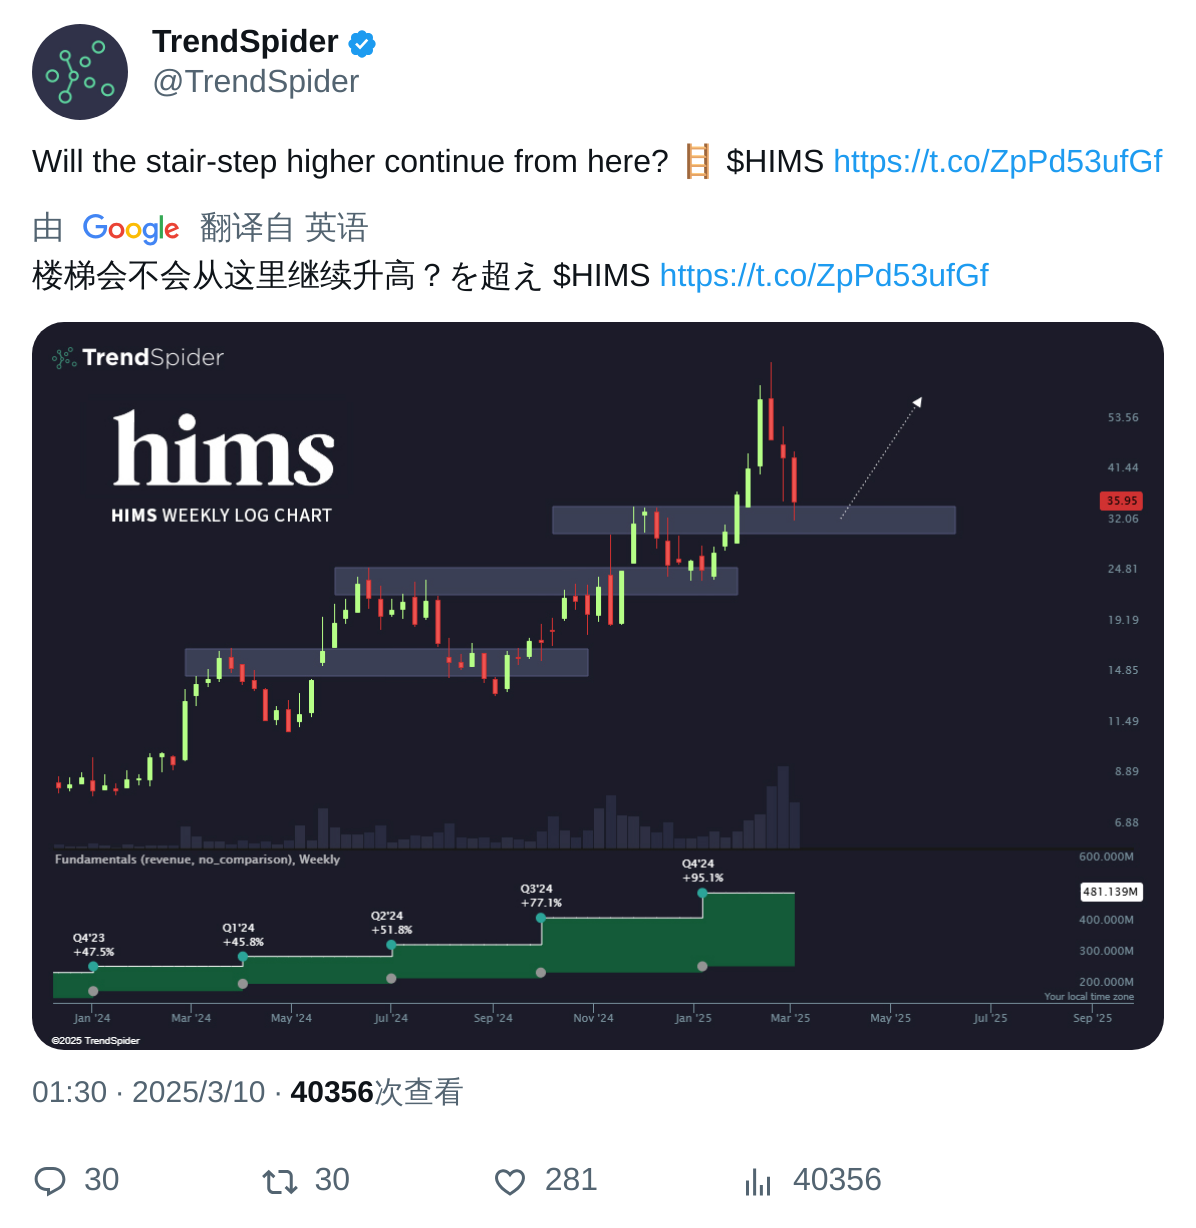 TrendSpider
@TrendSpider
Will the stair-step higher continue from here? 🪜 $HIMS https://t.co/ZpPd53ufGf
由 Google 翻译自 英语
楼梯会不会从这里继续升高？を超え $HIMS https://t.co/ZpPd53ufGf
TrendSpider
hims
HIMS WEEKLY LOG CHART
53.56
41.44
35.95
32.06
24.81
19.19
14.85
11.49
8.89
6.88
Fundamentals (revenue, no_comparison), Weekly
600.000M
481.139M
400.000M
300.000M
200.000M
Q4'23
+47.5%
Q1'24
+45.8%
Q2'24
+51.8%
Q3'24
+77.1%
Q4'24
+95.1%
Your local time zone
Jan '24 Mar '24 May '24 Jul '24 Sep '24 Nov '24 Jan '25 Mar '25 May '25 Jul '25 Sep '25
©2025 TrendSpider
01:30 · 2025/3/10 · 40356次查看
30 30 281 40356